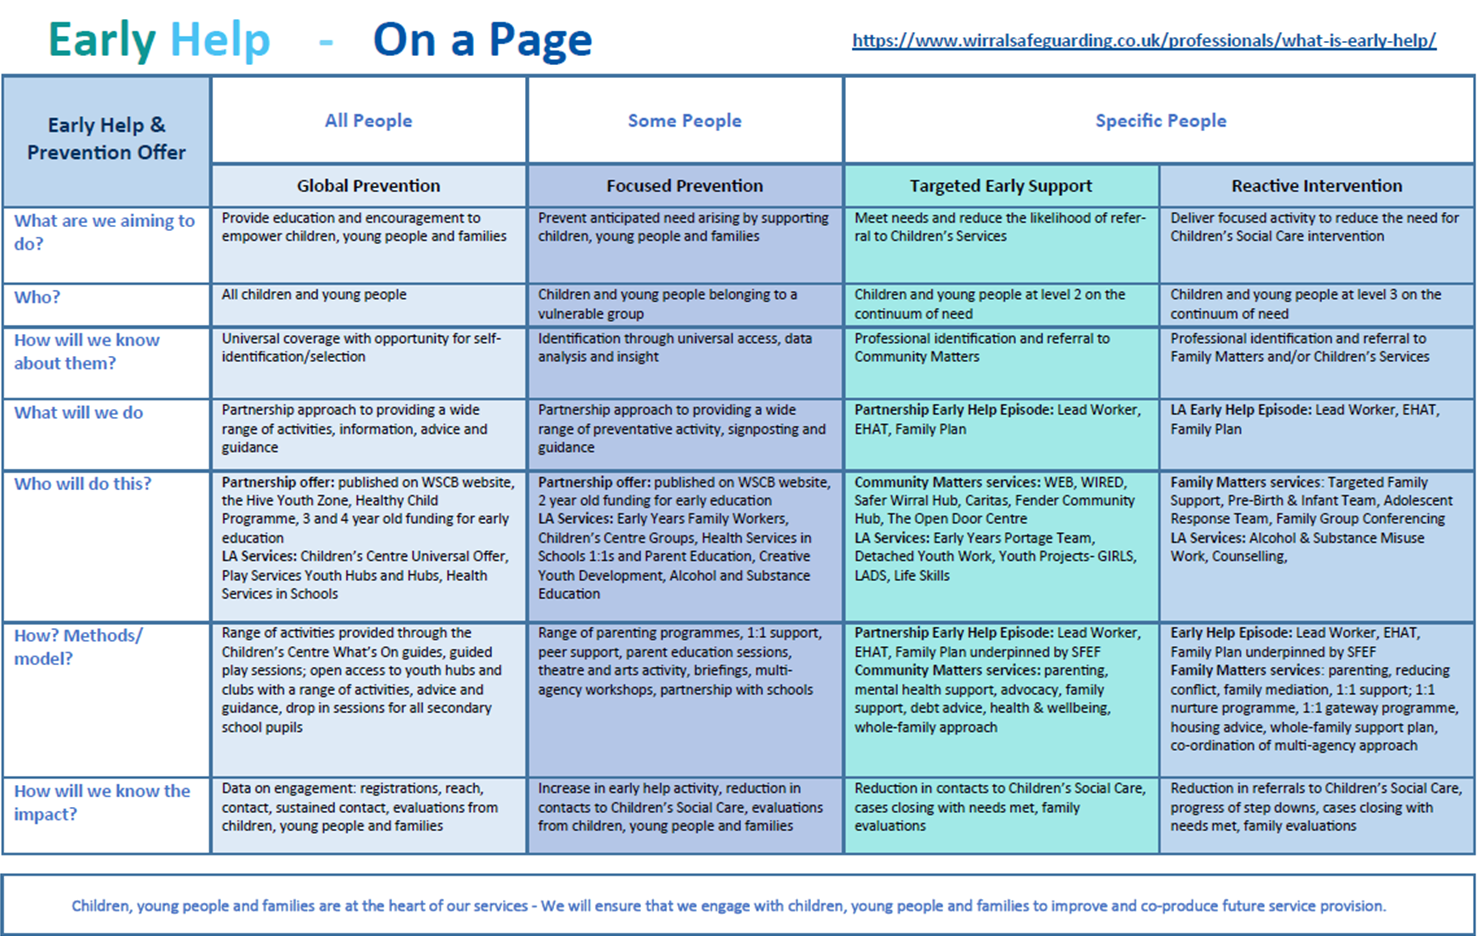 Early Help - On a Page
https://www.wirralsafeguarding.co.uk/professionals/what-is-early-help/
Early Help &
Prevention Offer
All People
Some People
Specific People
Global Prevention
Focused Prevention
Targeted Early Support
Reactive Intervention
What are we aiming to
do?
Provide education and encouragement to
empower children, young people and families
Prevent anticipated need arising by supporting
children, young people and families
Meet needs and reduce the likelihood of refer-
ral to Children's Services
Deliver focused activity to reduce the need for
Children's Social Care intervention
Who?
All children and young people
Children and young people belonging to a
vulnerable group
Children and young people at level 2 on the
continuum of need
Children and young people at level 3 on the
continuum of need
How will we know
about them?
Universal coverage with opportunity for self-
identification/selection
Identification through universal access, data
analysis and insight
Professional identification and referral to
Community Matters
Professional identification and referral to
Family Matters and/or Children's Services
What will we do
Partnership approach to providing a wide
range of activities, information, advice and
guidance
Partnership approach to providing a wide
range of preventative activity, signposting and
guidance
Partnership Early Help Episode: Lead Worker,
EHAT, Family Plan
LA Early Help Episode: Lead Worker, EHAT,
Family Plan
Who will do this?
Partnership offer: published on WSCB website,
the Hive Youth Zone, Healthy Child
Programme, 3 and 4 year old funding for early
education
LA Services: Children's Centre Universal Offer,
Play Services Youth Hubs and Hubs, Health
Services in Schools
Partnership offer: published on WSCB website,
2 year old funding for early education
LA Services: Early Years Family Workers,
Children's Centre Groups, Health Services in
Schools 1:1s and Parent Education, Creative
Youth Development, Alcohol and Substance
Education
Community Matters services: WEB, WIRED,
Safer Wirral Hub, Caritas, Fender Community
Hub, The Open Door Centre
LA Services: Early Years Portage Team,
Detached Youth Work, Youth Projects- GIRLS,
LADS, Life Skills
Family Matters services: Targeted Family
Support, Pre-Birth & Infant Team, Adolescent
Response Team, Family Group Conferencing
LA Services: Alcohol & Substance Misuse
Work, Counselling,
How? Methods/
model?
Range of activities provided through the
Children's Centre What's On guides, guided
play sessions; open access to youth hubs and
clubs with a range of activities, advice and
guidance, drop in sessions for all secondary
school pupils
Range of parenting programmes, 1:1 support,
peer support, parent education sessions,
theatre and arts activity, briefings, multi-
agency workshops, partnership with schools
Partnership Early Help Episode: Lead Worker,
EHAT, Family Plan underpinned by SFEF
Community Matters services: parenting,
mental health support, advocacy, family
support, debt advice, health & wellbeing,
whole-family approach
Early Help Episode: Lead Worker, EHAT,
Family Plan underpinned by SFEF
Family Matters services: parenting, reducing
conflict, family mediation, 1:1 support; 1:1
nurture programme, 1:1 gateway programme,
housing advice, whole-family support plan,
co-ordination of multi-agency approach
How will we know the
impact?
Data on engagement: registrations, reach,
contact, sustained contact, evaluations from
children, young people and families
Increase in early help activity, reduction in
contacts to Children's Social Care, evaluations
from children, young people and families
Reduction in contacts to Children's Social Care,
cases closing with needs met, family
evaluations
Reduction in referrals to Children's Social Care,
progress of step downs, cases closing with
needs met, family evaluations
Children, young people and families are at the heart of our services - We will ensure that we engage with children, young people and families to improve and co-produce future service provision.